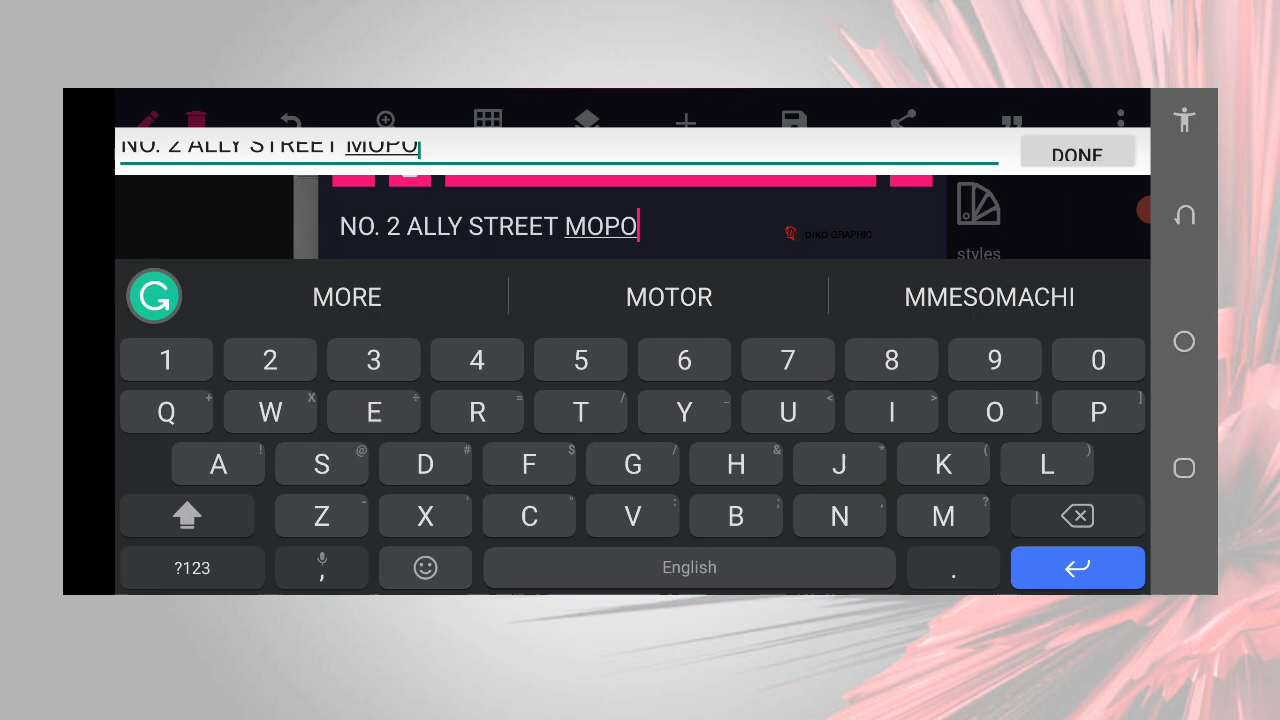 NO. 2 ALLY STREET MOPO
DONE
NO. 2 ALLY STREET MOPO
DIKO GRAPHIC
styles
MORE MOTOR MMESOMACHI
1 2 3 4 5 6 7 8 9 0
Q + W X E ÷ R = T / Y _ U < I > O [ P ]
A ! S @ D # F $ G / H & J * K ( L )
Z - X ' C " V : B ; N , M ?
?123 , English .